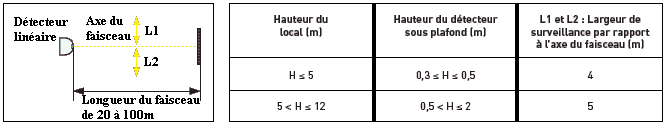 Détecteur
linéaire
Axe du
faisceau
L1
L2
Longueur du faisceau
de 20 à 100m
Hauteur du
local (m)
Hauteur du détecteur
sous plafond (m)
L1 et L2 : Largeur de
surveillance par rapport
à l'axe du faisceau (m)
H ≤ 5
0,3 ≤ H ≤ 0,5
4
5 < H ≤ 12
0,5 < H ≤ 2
5